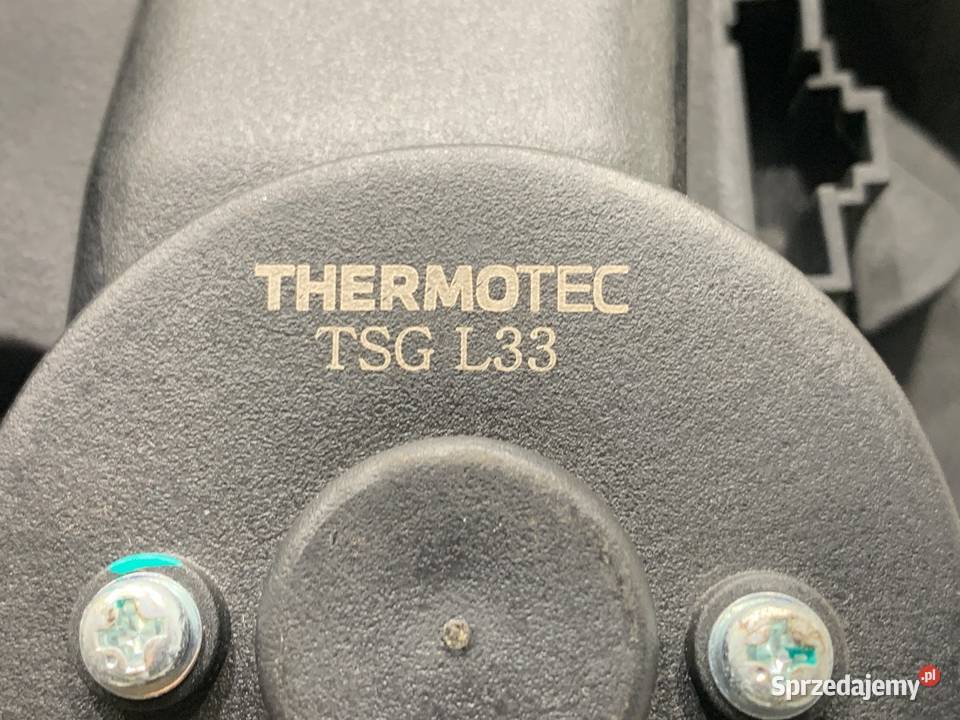 THERMOTEC
TSG L33
Sprzedajemy.pl